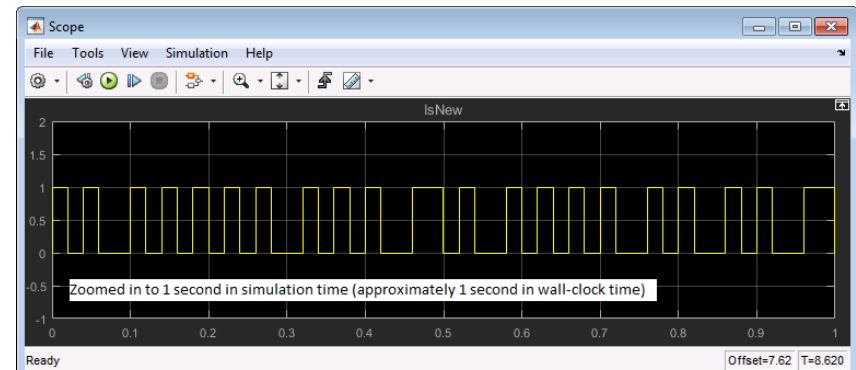 Scope
File Tools View Simulation Help
IsNew
2
1.5
1
0.5
0
-0.5
Zoomed in to 1 second in simulation time (approximately 1 second in wall-clock time)
-1
0 0.1 0.2 0.3 0.4 0.5 0.6 0.7 0.8 0.9 1
Ready Offset=7.62 T=8.620